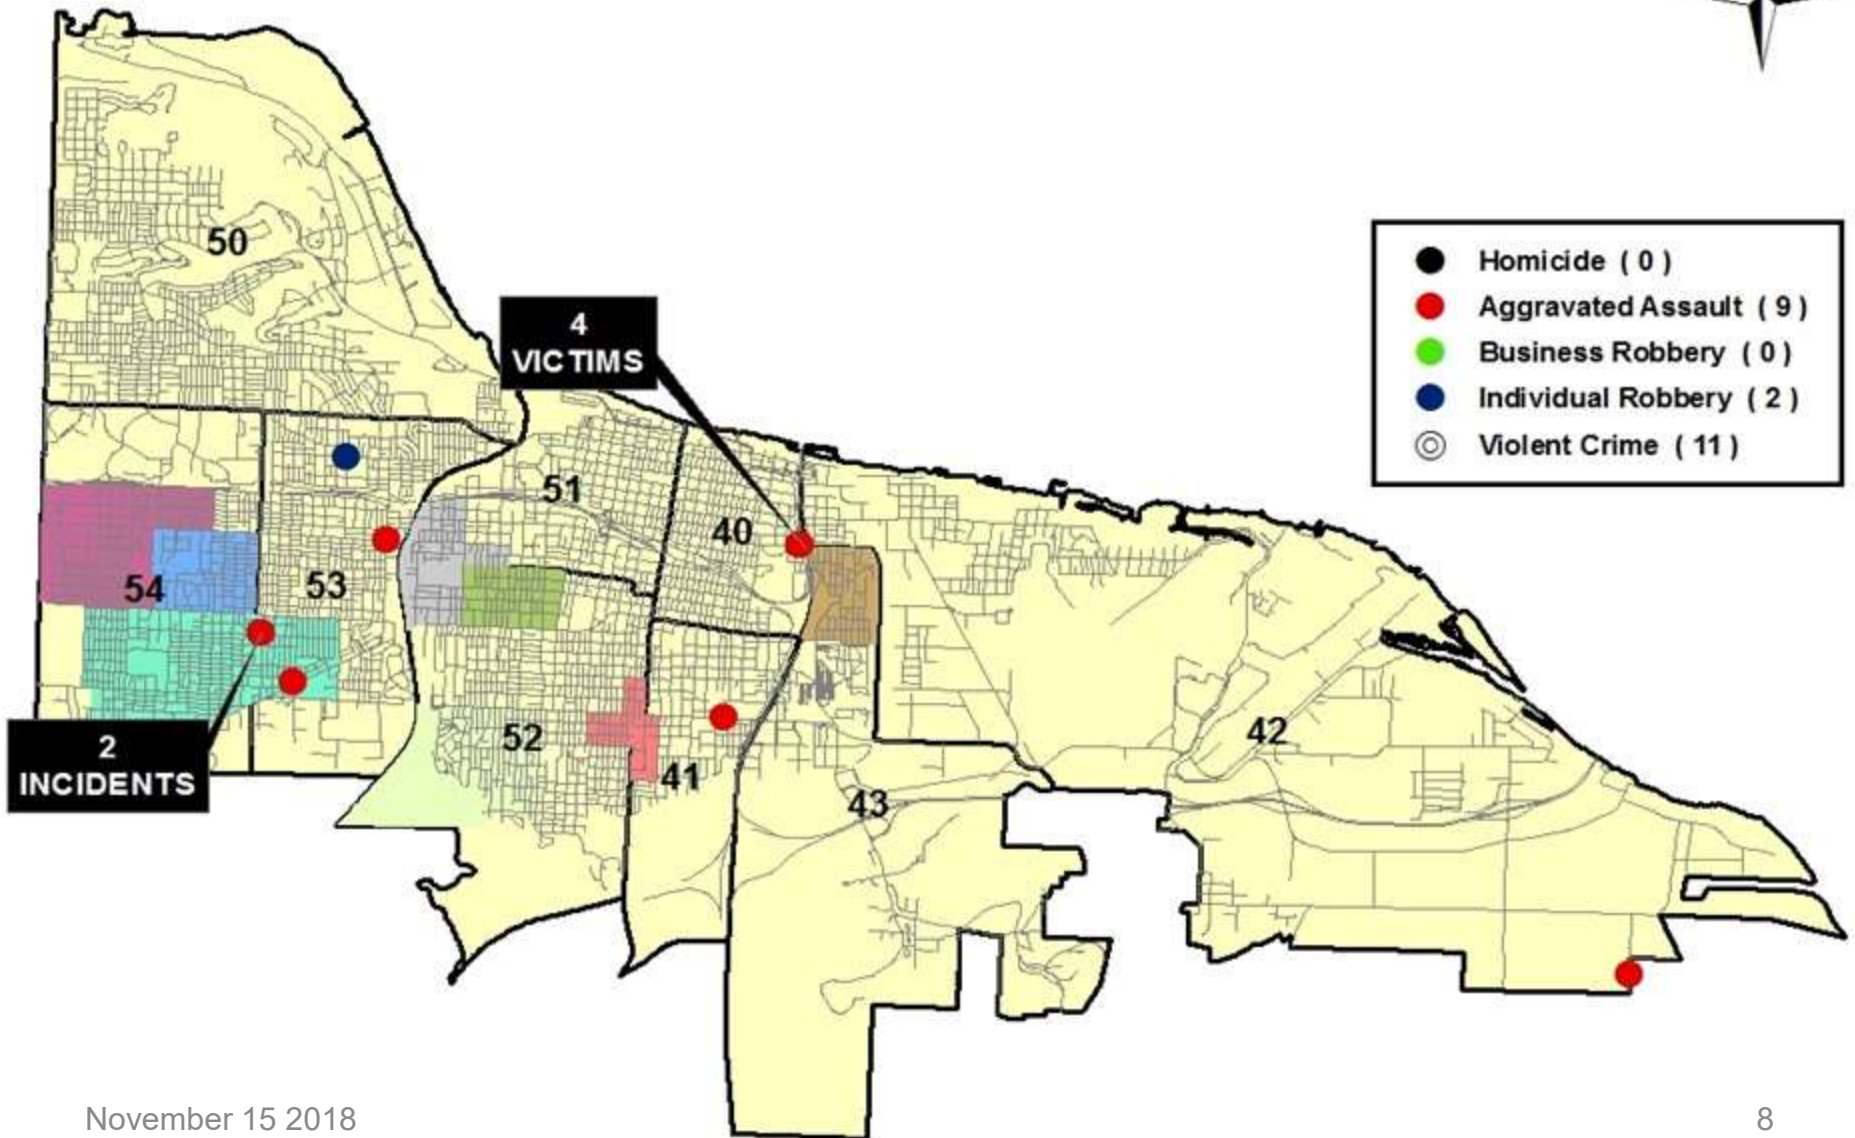 50
4
VICTIMS
Homicide ( 0 )
Aggravated Assault ( 9 )
Business Robbery ( 0 )
Individual Robbery ( 2 )
Violent Crime ( 11 )
51
40
54
53
2
INCIDENTS
52
41
42
43
November 15 2018
8